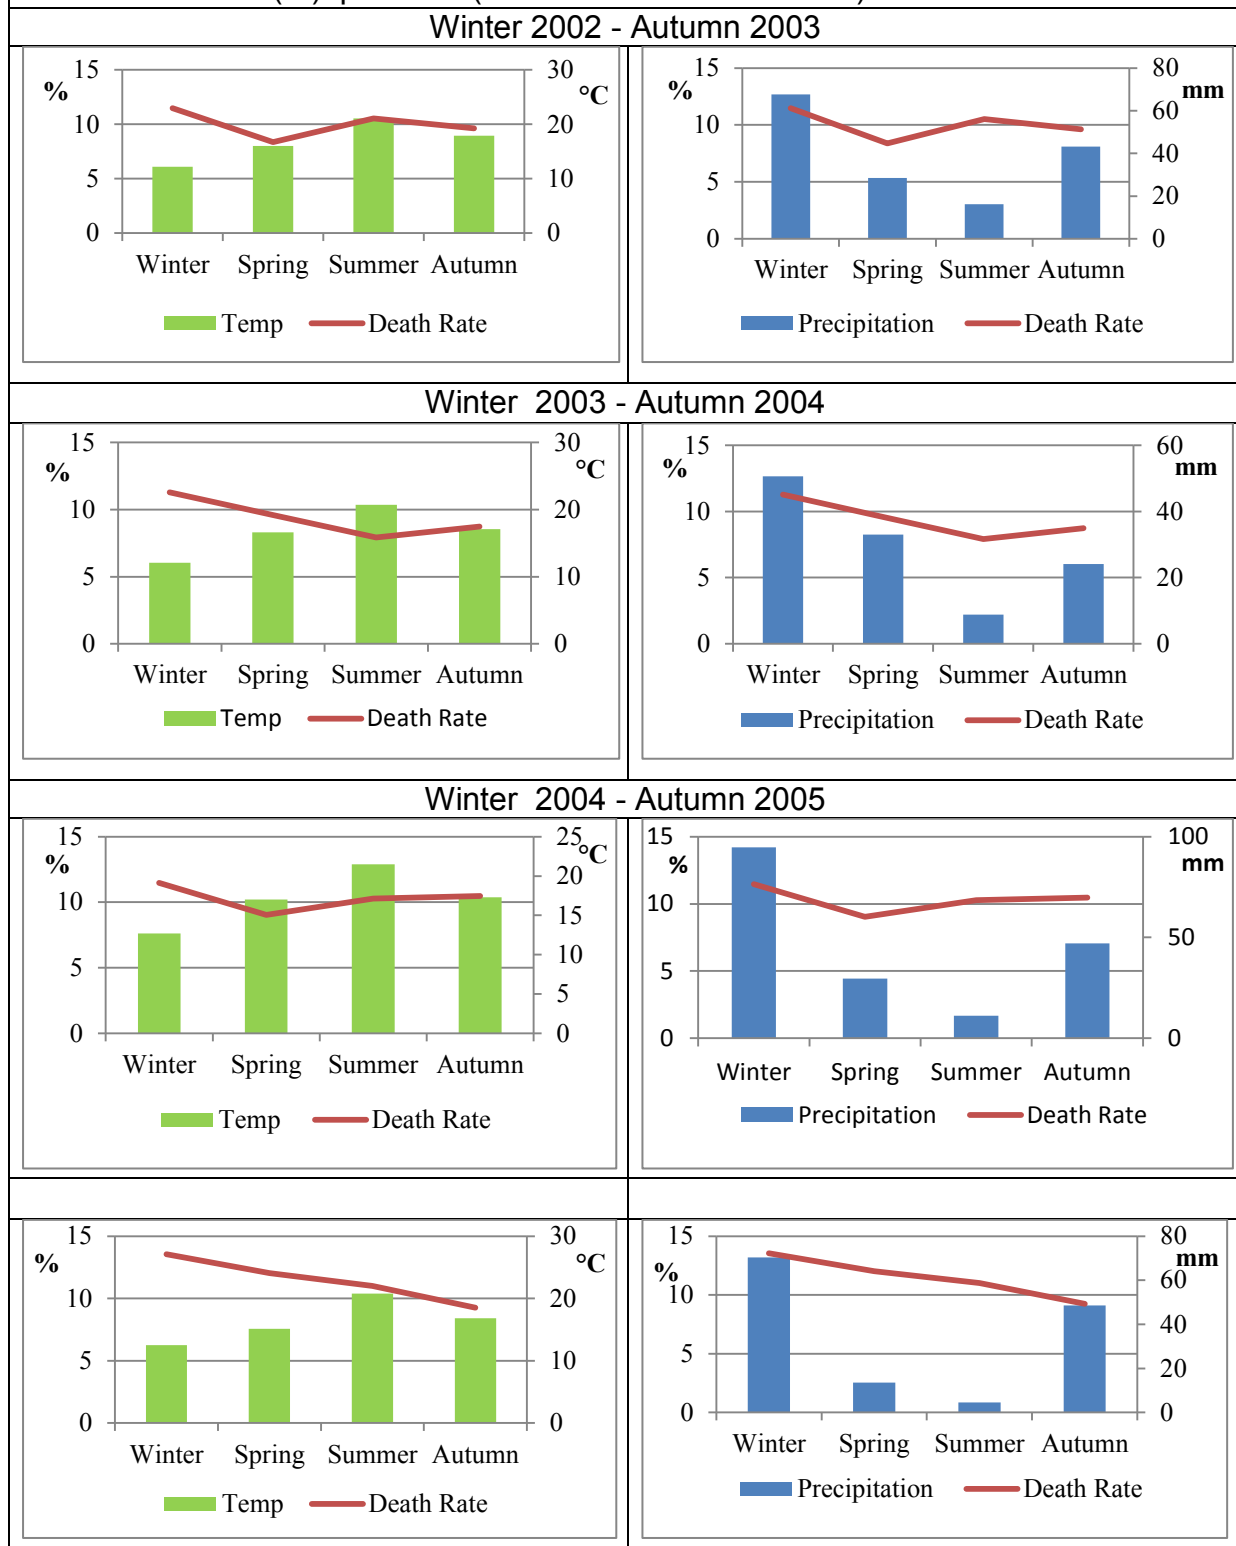 Winter 2002 - Autumn 2003
15 % 10 5 0
30 °C 20 10 0
Winter Spring Summer Autumn
Temp Death Rate
15 % 10 5 0
80 mm 60 40 20 0
Winter Spring Summer Autumn
Precipitation Death Rate
Winter 2003 - Autumn 2004
15 % 10 5 0
30 °C 20 10 0
Winter Spring Summer Autumn
Temp Death Rate
15 % 10 5 0
60 mm 40 20 0
Winter Spring Summer Autumn
Precipitation Death Rate
Winter 2004 - Autumn 2005
15 % 10 5 0
25 °C 20 15 10 5 0
Winter Spring Summer Autumn
Temp Death Rate
15 % 10 5 0
100 mm 50 0
Winter Spring Summer Autumn
Precipitation Death Rate
15 % 10 5 0
30 °C 20 10 0
Winter Spring Summer Autumn
Temp Death Rate
15 % 10 5 0
80 mm 60 40 20 0
Winter Spring Summer Autumn
Precipitation Death Rate